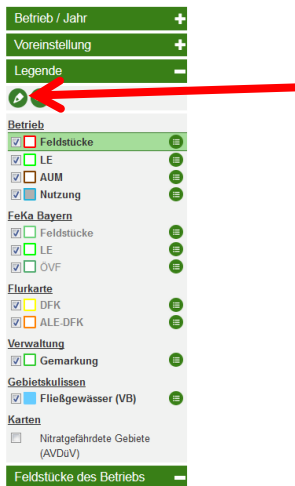 Betrieb / Jahr
Voreinstellung
Legende
Betrieb
Feldstücke
LE
AUM
Nutzung
FeKa Bayern
Feldstücke
LE
ÖVF
Flurkarte
DFK
ALE-DFK
Verwaltung
Gemarkung
Gebietskulissen
Fließgewässer (VB)
Karten
Nitratgefährdete Gebiete
(AVDüV)
Feldstücke des Betriebs